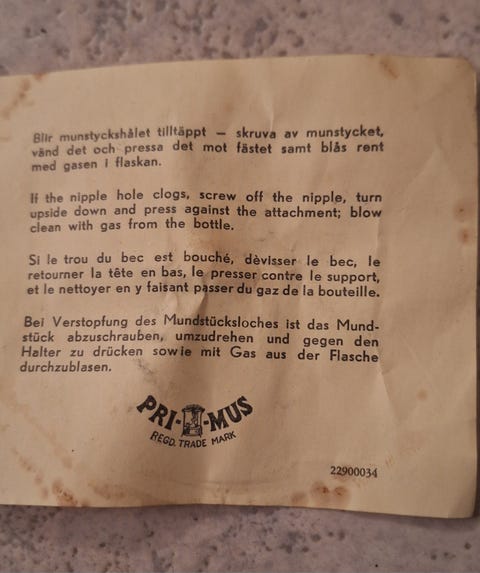 Blir munstyckshålet tilltäppt — skruva av munstycket,
vänd det och pressa det mot fästet samt blås rent
med gasen i flaskan.
If the nipple hole clogs, screw off the nipple, turn
upside down and press against the attachment; blow
clean with gas from the bottle.
Si le trou du bec est bouché, dèvisser le bec, le
retourner la tête en bas, le presser contre le support,
et le nettoyer en y faisant passer du gaz de la bouteille.
Bei Verstopfung des Mundstücksloches ist das Mund-
stück abzuschrauben, umzudrehen und gegen den
Halter zu drücken sowie mit Gas aus der Flasche
durchzublasen.
PRI-MUS
REGD. TRADE MARK
22900034